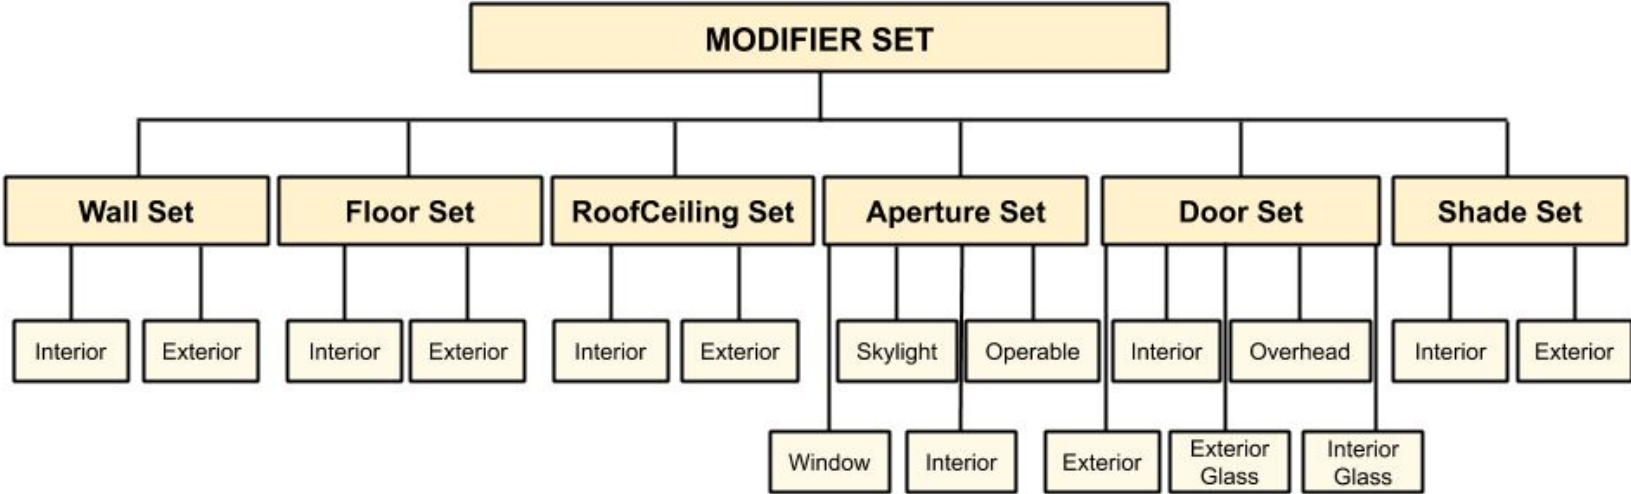 MODIFIER SET
Wall Set
Floor Set
RoofCeiling Set
Aperture Set
Door Set
Shade Set
Interior
Exterior
Interior
Exterior
Interior
Exterior
Skylight
Operable
Interior
Overhead
Interior
Exterior
Window
Interior
Exterior
Exterior
Glass
Interior
Glass